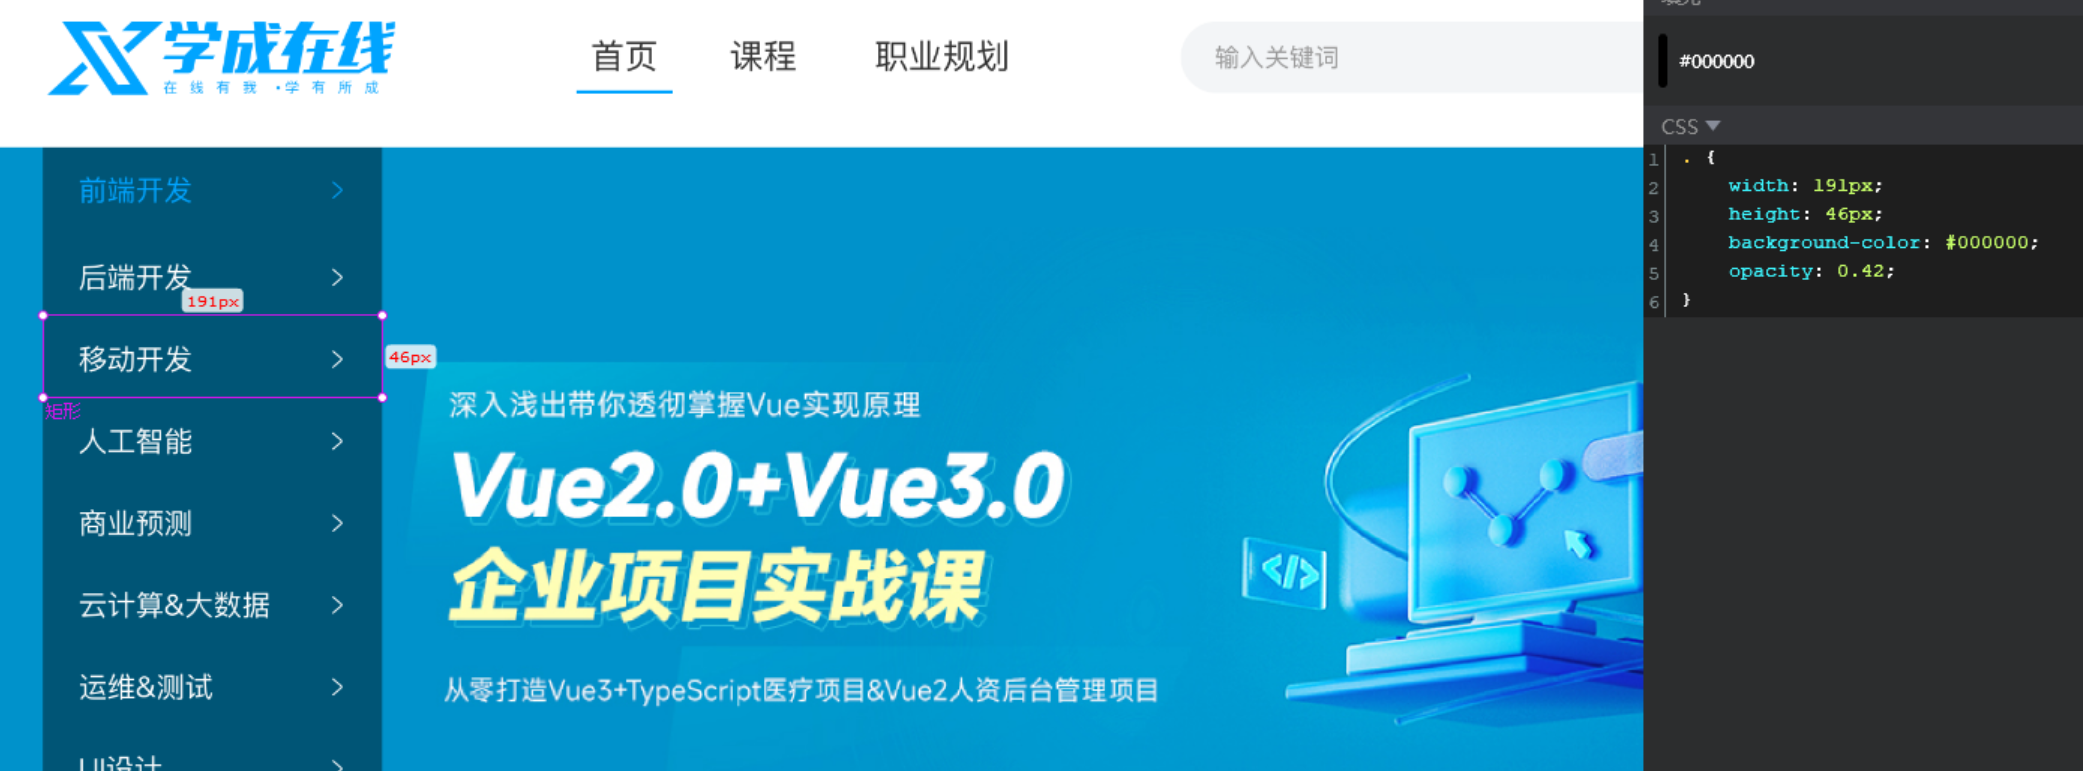 学成在线
在线有我·学有所成
首页
课程
职业规划
输入关键词
前端开发
后端开发
191px
移动开发
46px
矩形
人工智能
商业预测
云计算&大数据
运维&测试
UI设计
深入浅出带你透彻掌握Vue实现原理
Vue2.0+Vue3.0
企业项目实战课
</>
从零打造Vue3+TypeScript医疗项目&Vue2人资后台管理项目
#000000
CSS
1 . {
2 width: 191px;
3 height: 46px;
4 background-color: #000000;
5 opacity: 0.42;
6 }